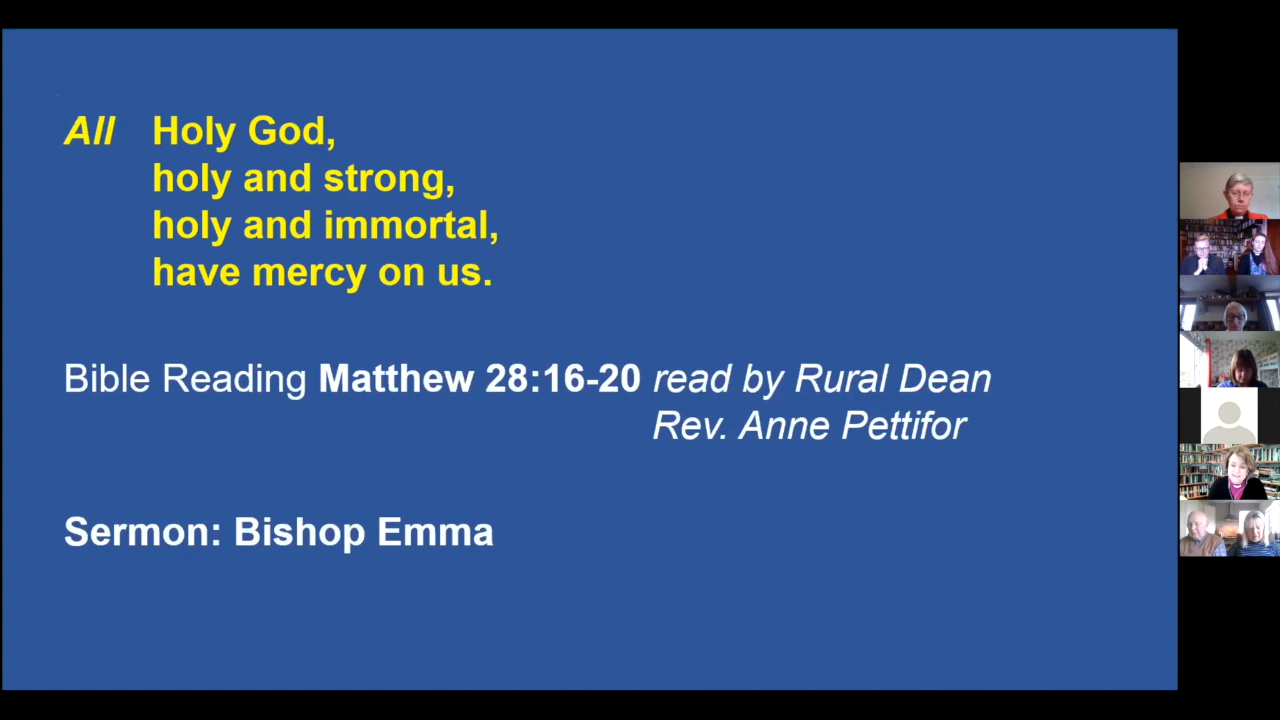 All Holy God,
holy and strong,
holy and immortal,
have mercy on us.
Bible Reading Matthew 28:16-20 read by Rural Dean
Rev. Anne Pettifor
Sermon: Bishop Emma